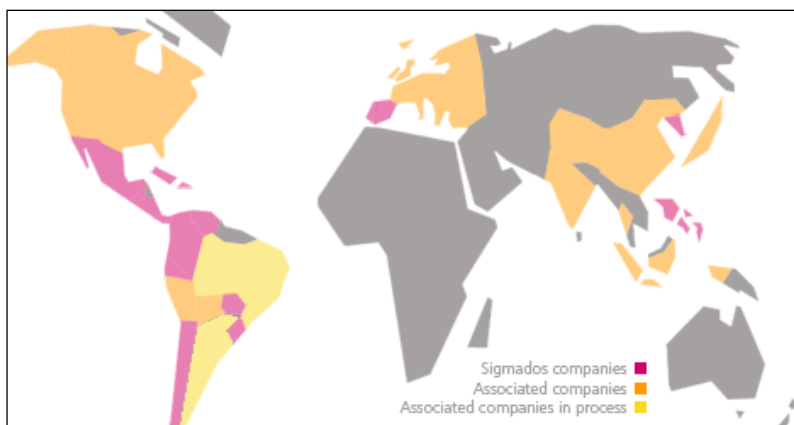 Sigmados companies
Associated companies
Associated companies in process